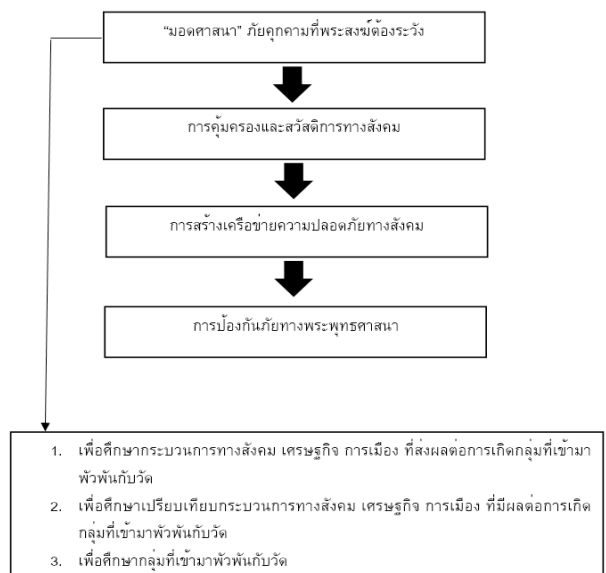 “มอดศาสนา” ภัยคุกคามที่พระสงฆ์ต้องระวัง
การคุ้มครองและสวัสดิการทางสังคม
การสร้างเครือข่ายความปลอดภัยทางสังคม
การป้องกันภัยทางพระพุทธศาสนา
1. เพื่อศึกษากระบวนการทางสังคม เศรษฐกิจ การเมือง ที่ส่งผลต่อการเกิดกลุ่มที่เข้ามา
พัวพันกับวัด
2. เพื่อศึกษาเปรียบเทียบกระบวนการทางสังคม เศรษฐกิจ การเมือง ที่มีผลต่อการเกิด
กลุ่มที่เข้ามาพัวพันกับวัด
3. เพื่อศึกษากลุ่มที่เข้ามาพัวพันกับวัด